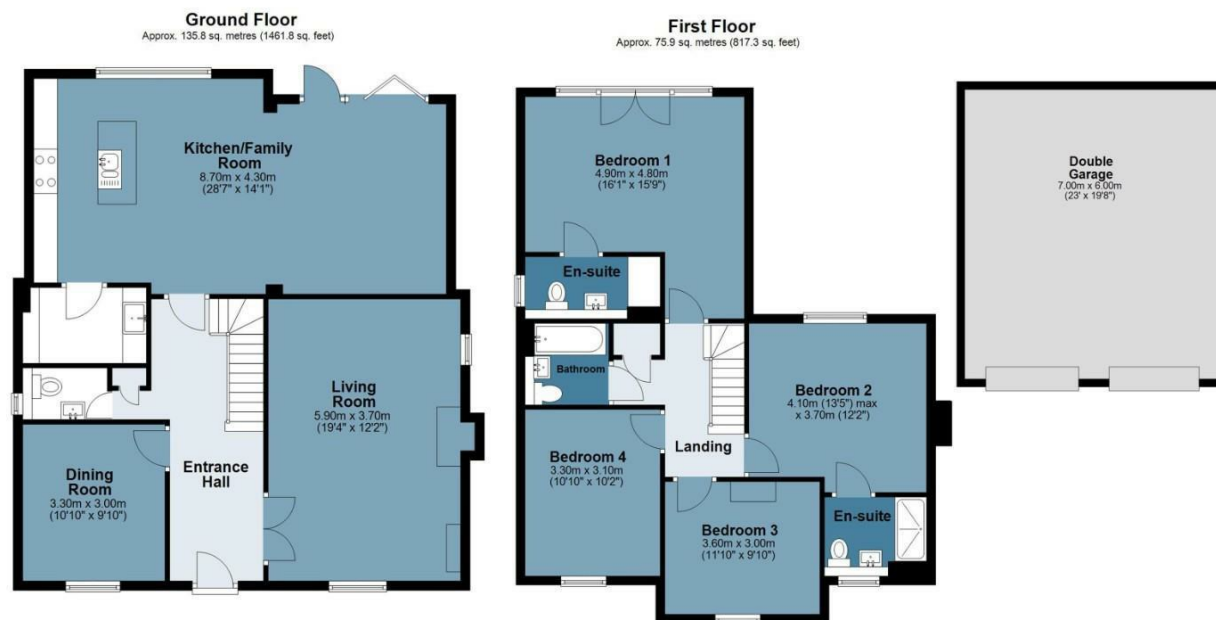 Ground Floor
Approx. 135.8 sq. metres (1461.8 sq. feet)
Kitchen/Family
Room
8.70m x 4.30m
(28'7" x 14'1")
Living
Room
5.90m x 3.70m
(19'4" x 12'2")
Dining
Room
3.30m x 3.00m
(10'10" x 9'10")
Entrance
Hall
First Floor
Approx. 75.9 sq. metres (817.3 sq. feet)
Bedroom 1
4.90m x 4.80m
(16'1" x 15'9")
En-suite
Bathroom
Bedroom 2
4.10m (13'5") max
x 3.70m (12'2")
Landing
Bedroom 4
3.30m x 3.10m
(10'10" x 10'2")
Bedroom 3
3.60m x 3.00m
(11'10" x 9'10")
En-suite
Double
Garage
7.00m x 6.00m
(23' x 19'8")